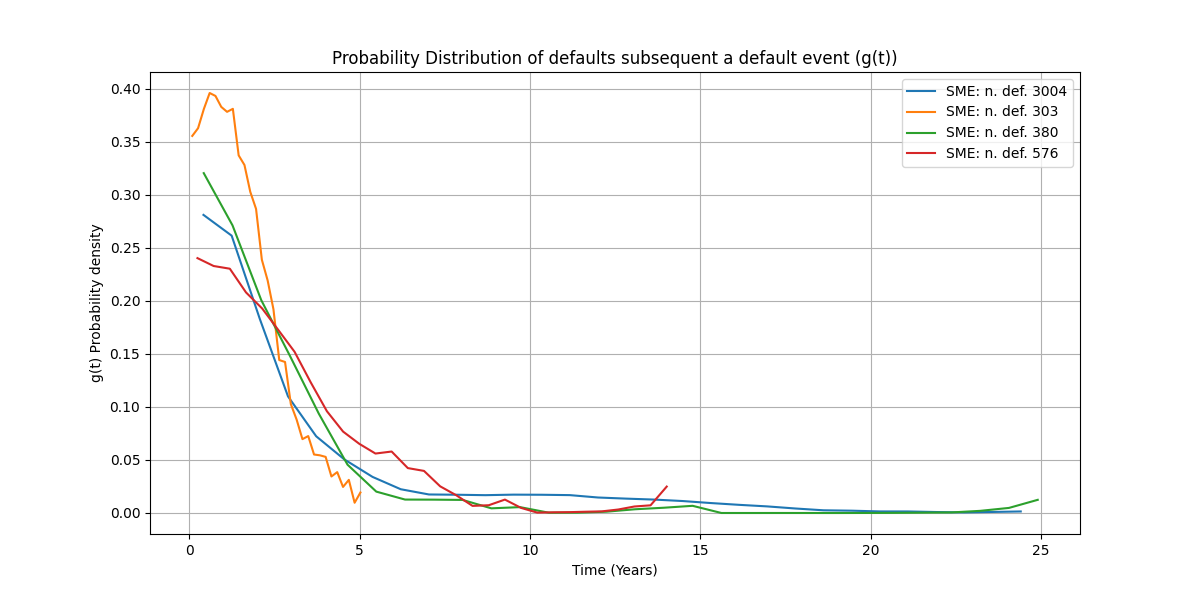 Probability Distribution of defaults subsequent a default event (g(t))
SME: n. def. 3004
SME: n. def. 303
SME: n. def. 380
SME: n. def. 576
g(t) Probability density
0.40
0.35
0.30
0.25
0.20
0.15
0.10
0.05
0.00
0 5 10 15 20 25
Time (Years)